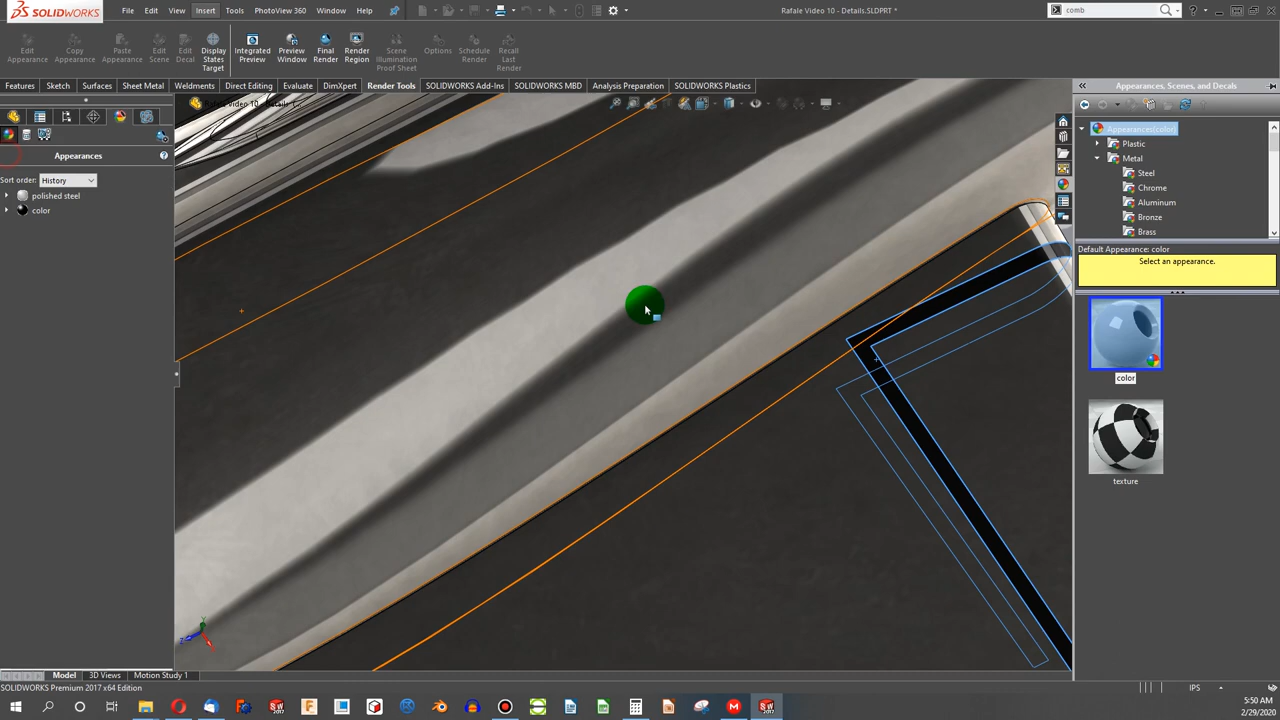 SOLIDWORKS
File Edit View Insert Tools PhotoView 360 Window Help
Rafale Video 10 - Details.SLDPRT *
comb
Edit Appearance
Copy Appearance
Paste Appearance
Edit Scene
Edit Decal
Display States Target
Integrated Preview
Preview Window
Final Render
Render Region
Options
Scene Illumination Proof Sheet
Schedule Render
Recall Last Render
Features Sketch Surfaces Sheet Metal Weldments Direct Editing Evaluate DimXpert Render Tools SOLIDWORKS Add-Ins SOLIDWORKS MBD Analysis Preparation SOLIDWORKS Plastics
Appearances, Scenes, and Decals
Rafale Video 10 - Details
Appearances
Sort order: History
polished steel
color
Appearances(color)
Plastic
Metal
Steel
Chrome
Aluminum
Bronze
Brass
Default Appearance: color
Select an appearance.
color
texture
Model 3D Views Motion Study 1
SOLIDWORKS Premium 2017 x64 Edition
IPS
5:50 AM
2/29/2020